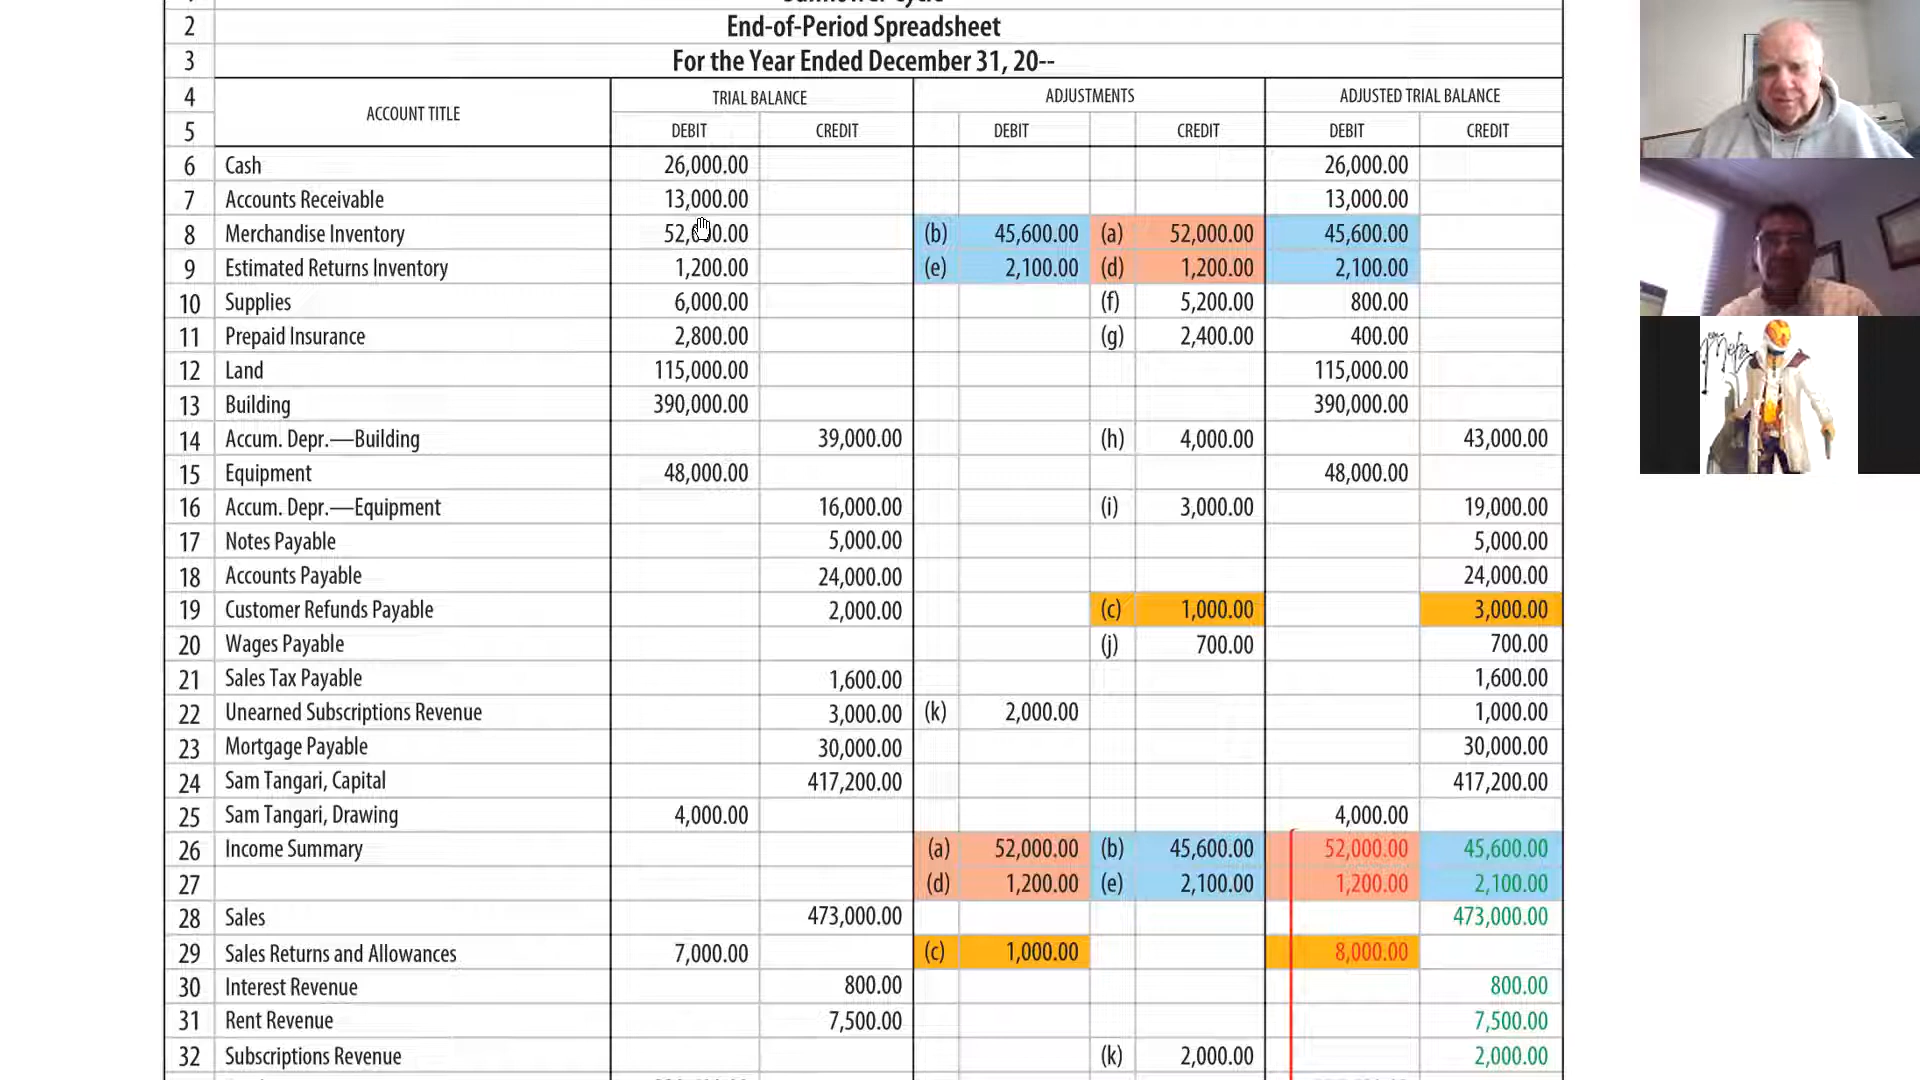 2 End-of-Period Spreadsheet
3 For the Year Ended December 31, 20--
4 ACCOUNT TITLE TRIAL BALANCE ADJUSTMENTS ADJUSTED TRIAL BALANCE
5 DEBIT CREDIT DEBIT CREDIT DEBIT CREDIT
6 Cash 26,000.00 26,000.00
7 Accounts Receivable 13,000.00 13,000.00
8 Merchandise Inventory 52,000.00 (b) 45,600.00 (a) 52,000.00 45,600.00
9 Estimated Returns Inventory 1,200.00 (e) 2,100.00 (d) 1,200.00 2,100.00
10 Supplies 6,000.00 (f) 5,200.00 800.00
11 Prepaid Insurance 2,800.00 (g) 2,400.00 400.00
12 Land 115,000.00 115,000.00
13 Building 390,000.00 390,000.00
14 Accum. Depr.—Building 39,000.00 (h) 4,000.00 43,000.00
15 Equipment 48,000.00 48,000.00
16 Accum. Depr.—Equipment 16,000.00 (i) 3,000.00 19,000.00
17 Notes Payable 5,000.00 5,000.00
18 Accounts Payable 24,000.00 24,000.00
19 Customer Refunds Payable 2,000.00 (c) 1,000.00 3,000.00
20 Wages Payable (j) 700.00 700.00
21 Sales Tax Payable 1,600.00 1,600.00
22 Unearned Subscriptions Revenue 3,000.00 (k) 2,000.00 1,000.00
23 Mortgage Payable 30,000.00 30,000.00
24 Sam Tangari, Capital 417,200.00 417,200.00
25 Sam Tangari, Drawing 4,000.00 4,000.00
26 Income Summary (a) 52,000.00 (b) 45,600.00 52,000.00 45,600.00
27 (d) 1,200.00 (e) 2,100.00 1,200.00 2,100.00
28 Sales 473,000.00 473,000.00
29 Sales Returns and Allowances 7,000.00 (c) 1,000.00 8,000.00
30 Interest Revenue 800.00 800.00
31 Rent Revenue 7,500.00 7,500.00
32 Subscriptions Revenue (k) 2,000.00 2,000.00